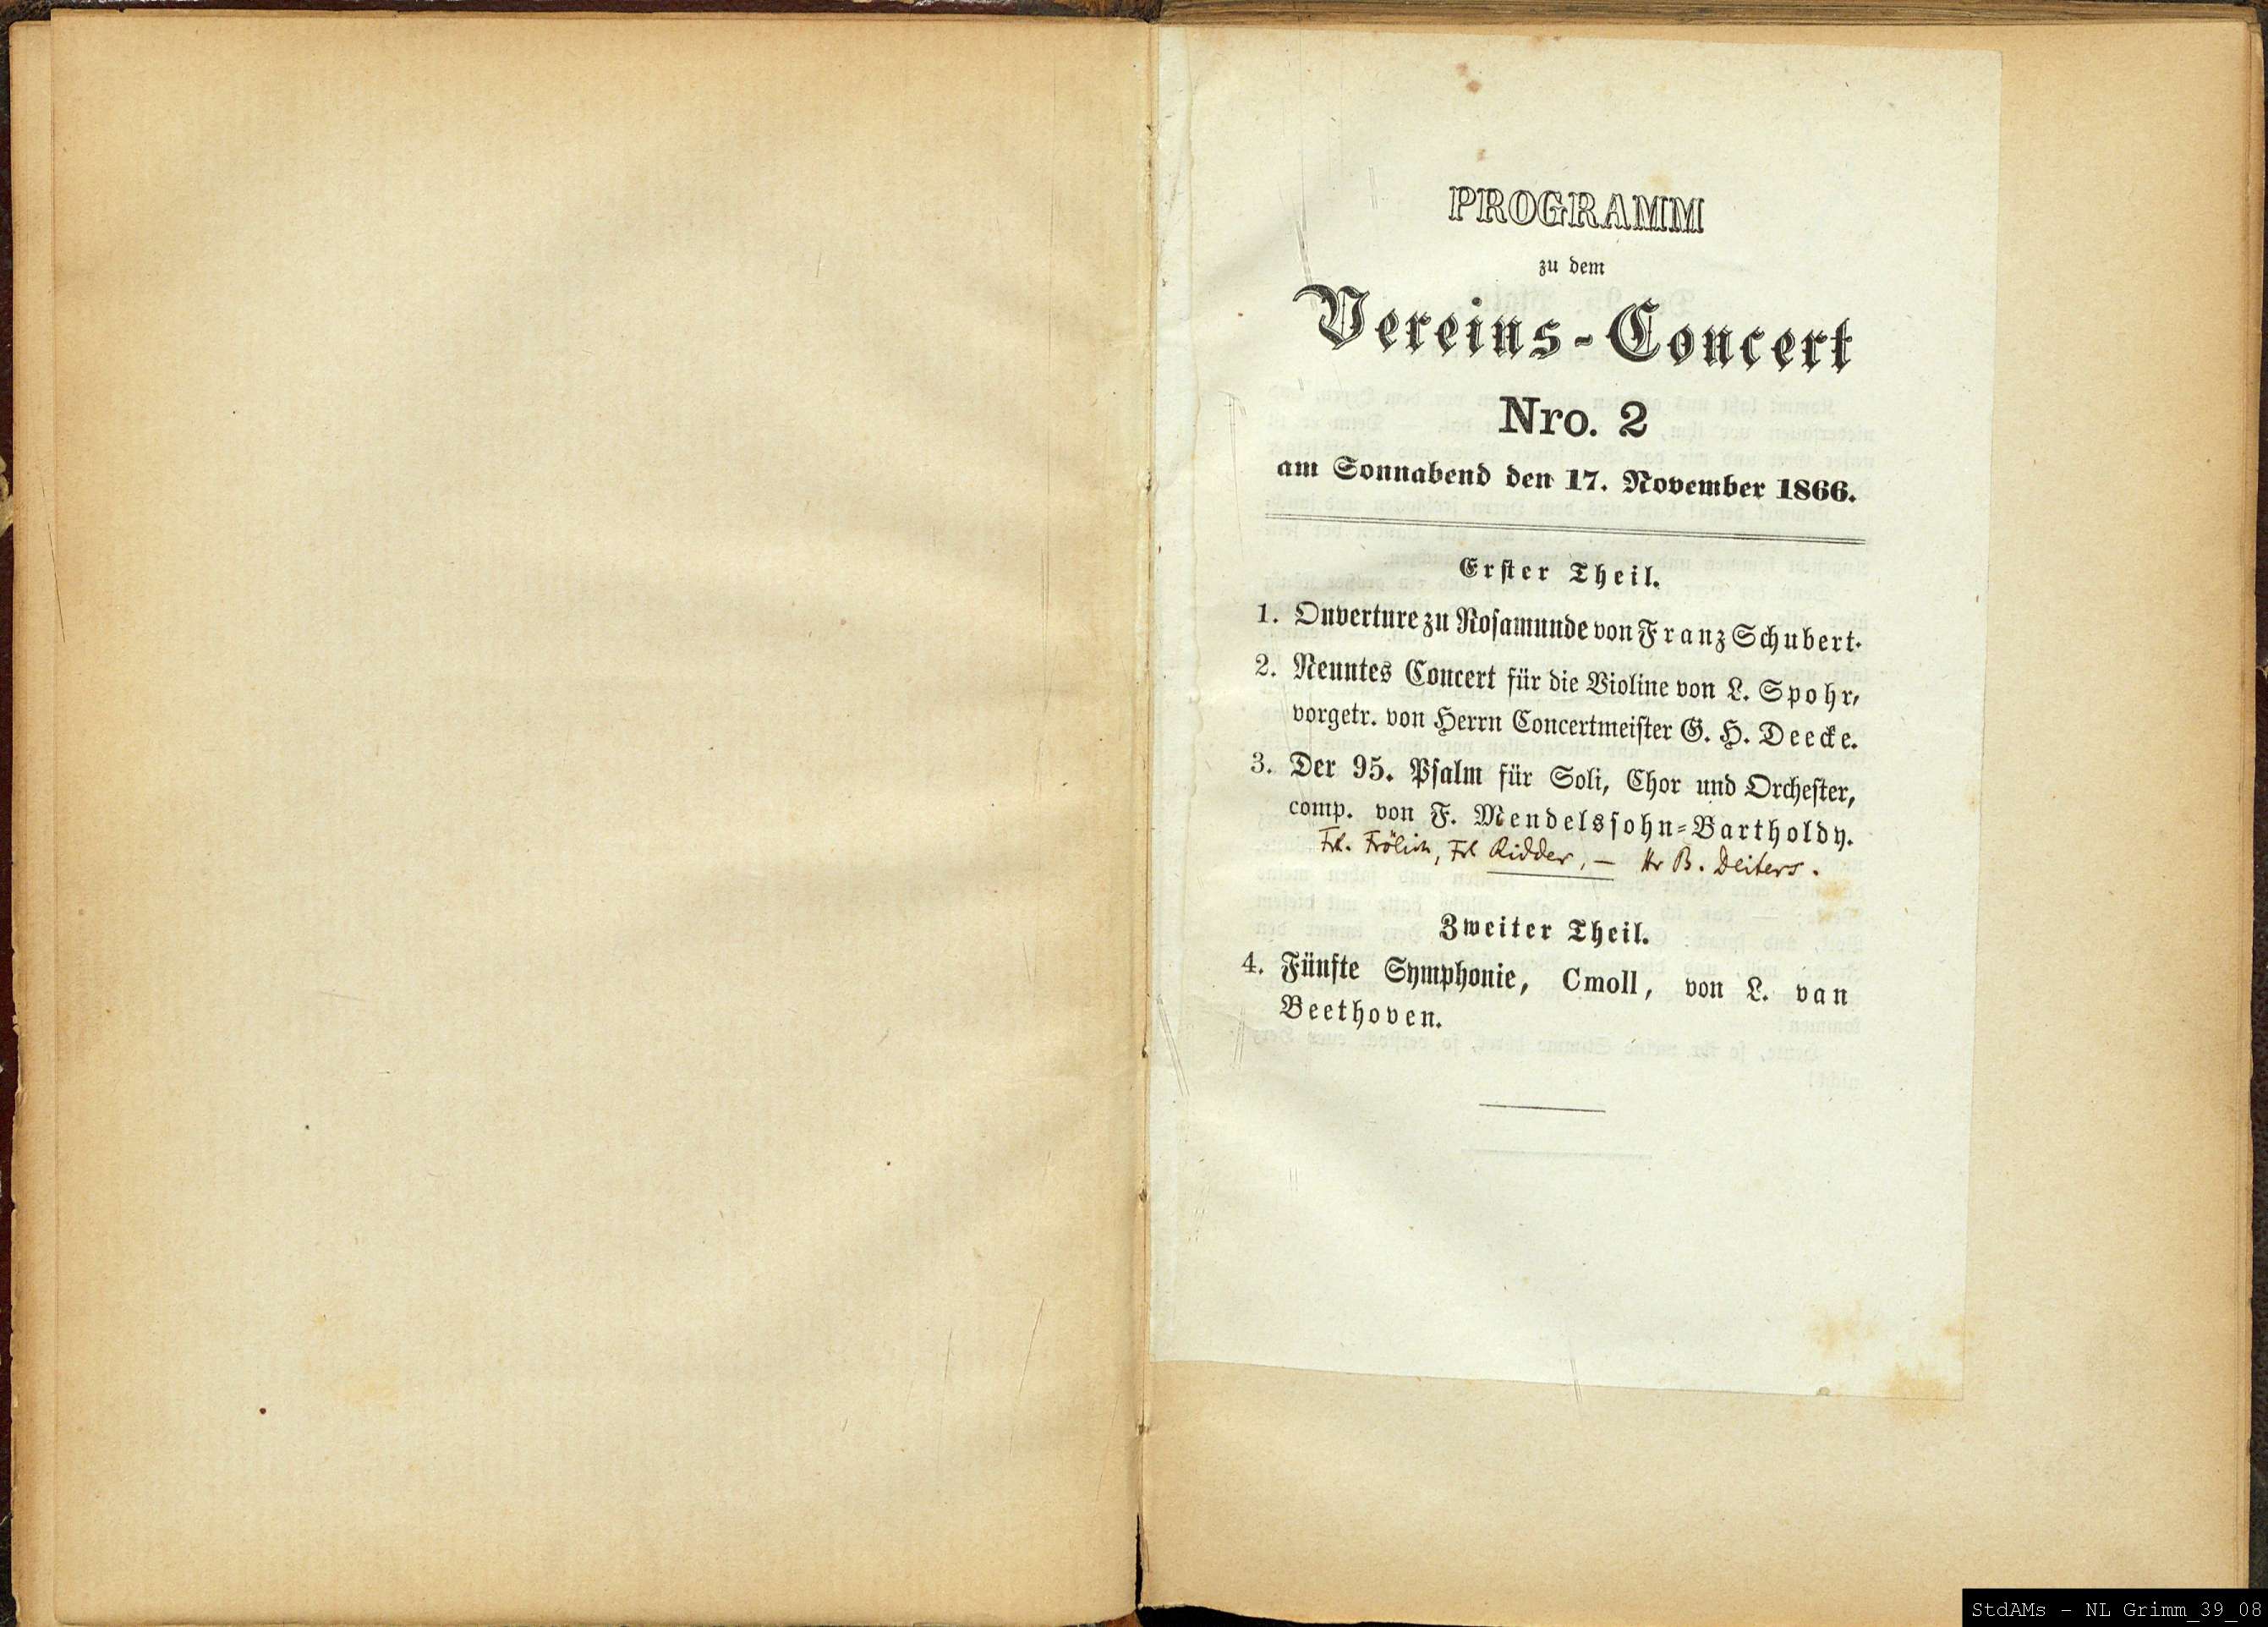 PROGRAMM
zu dem
Vereins-Concert
Nro. 2
am Sonnabend den 17. November 1866.
Erster Theil.
1. Ouverture zu Rosamunde von Franz Schubert.
2. Neuntes Concert für die Violine von L. Spohr,
vorgetr. von Herrn Concertmeister G. H. Deecke.
3. Der 95. Psalm für Soli, Chor und Orchester,
comp. von F. Mendelssohn-Bartholdy.
Frl. Frölich, Frl Ridder, — Hr B. Deiters.
Zweiter Theil.
4. Fünfte Symphonie, Cmoll, von L. van
Beethoven.
StdAMs - NL Grimm_39_08